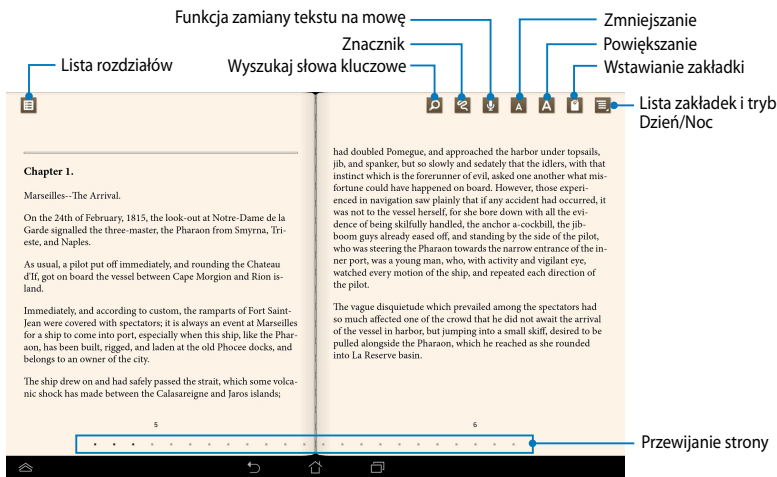 Funkcja zamiany tekstu na mowę
Zmniejszanie
Znacznik
Powiększanie
Lista rozdziałów
Wyszukaj słowa kluczowe
Wstawianie zakładki
Lista zakładek i tryb
Dzień/Noc
A
A
Chapter 1.
Marseilles--The Arrival.
On the 24th of February, 1815, the look-out at Notre-Dame de la
Garde signalled the three-master, the Pharaon from Smyrna, Tri-
este, and Naples.
As usual, a pilot put off immediately, and rounding the Chateau
d'If, got on board the vessel between Cape Morgion and Rion is-
land.
Immediately, and according to custom, the ramparts of Fort Saint-
Jean were covered with spectators; it is always an event at Marseilles
for a ship to come into port, especially when this ship, like the Phar-
aon, has been built, rigged, and laden at the old Phocee docks, and
belongs to an owner of the city.
The ship drew on and had safely passed the strait, which some volca-
nic shock has made between the Calasareigne and Jaros islands;
5
had doubled Pomegue, and approached the harbor under topsails,
jib, and spanker, but so slowly and sedately that the idlers, with that
instinct which is the forerunner of evil, asked one another what mis-
fortune could have happened on board. However, those experi-
enced in navigation saw plainly that if any accident had occurred, it
was not to the vessel herself, for she bore down with all the evi-
dence of being skilfully handled, the anchor a-cockbill, the jib-
boom guys already eased off, and standing by the side of the pilot,
who was steering the Pharaon towards the narrow entrance of the in-
ner port, was a young man, who, with activity and vigilant eye,
watched every motion of the ship, and repeated each direction of
the pilot.
The vague disquietude which prevailed among the spectators had
so much affected one of the crowd that he did not await the arrival
of the vessel in harbor, but jumping into a small skiff, desired to be
pulled alongside the Pharaon, which he reached as she rounded
into La Reserve basin.
6
Przewijanie strony